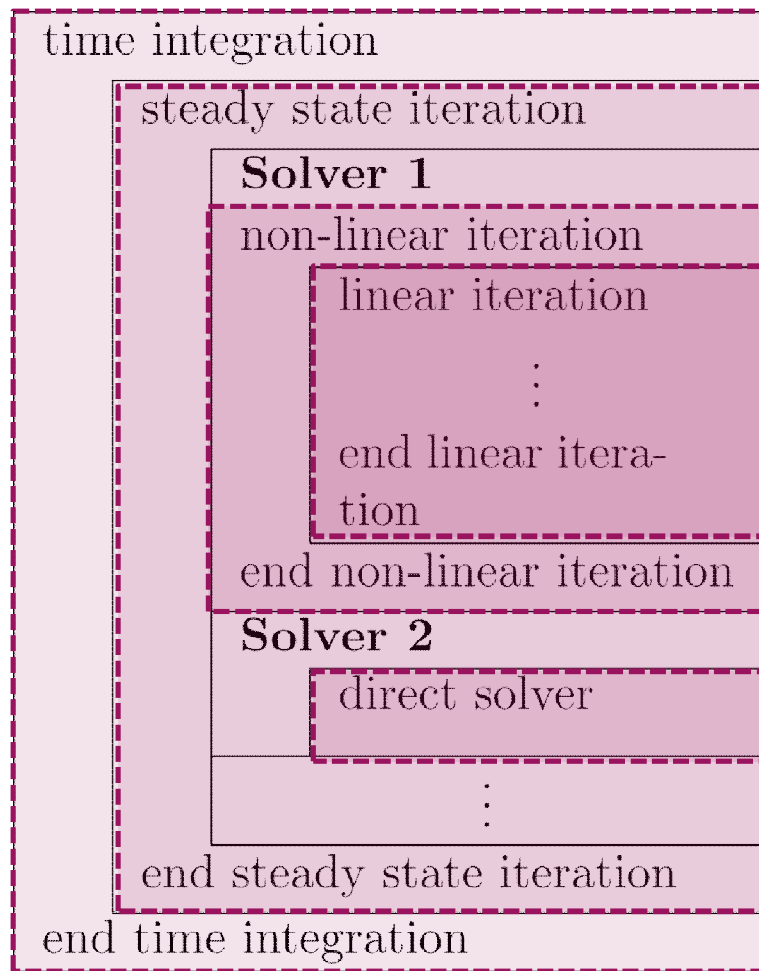 time integration
steady state iteration
Solver 1
non-linear iteration
linear iteration
⋮
end linear itera-
tion
end non-linear iteration
Solver 2
direct solver
⋮
end steady state iteration
end time integration